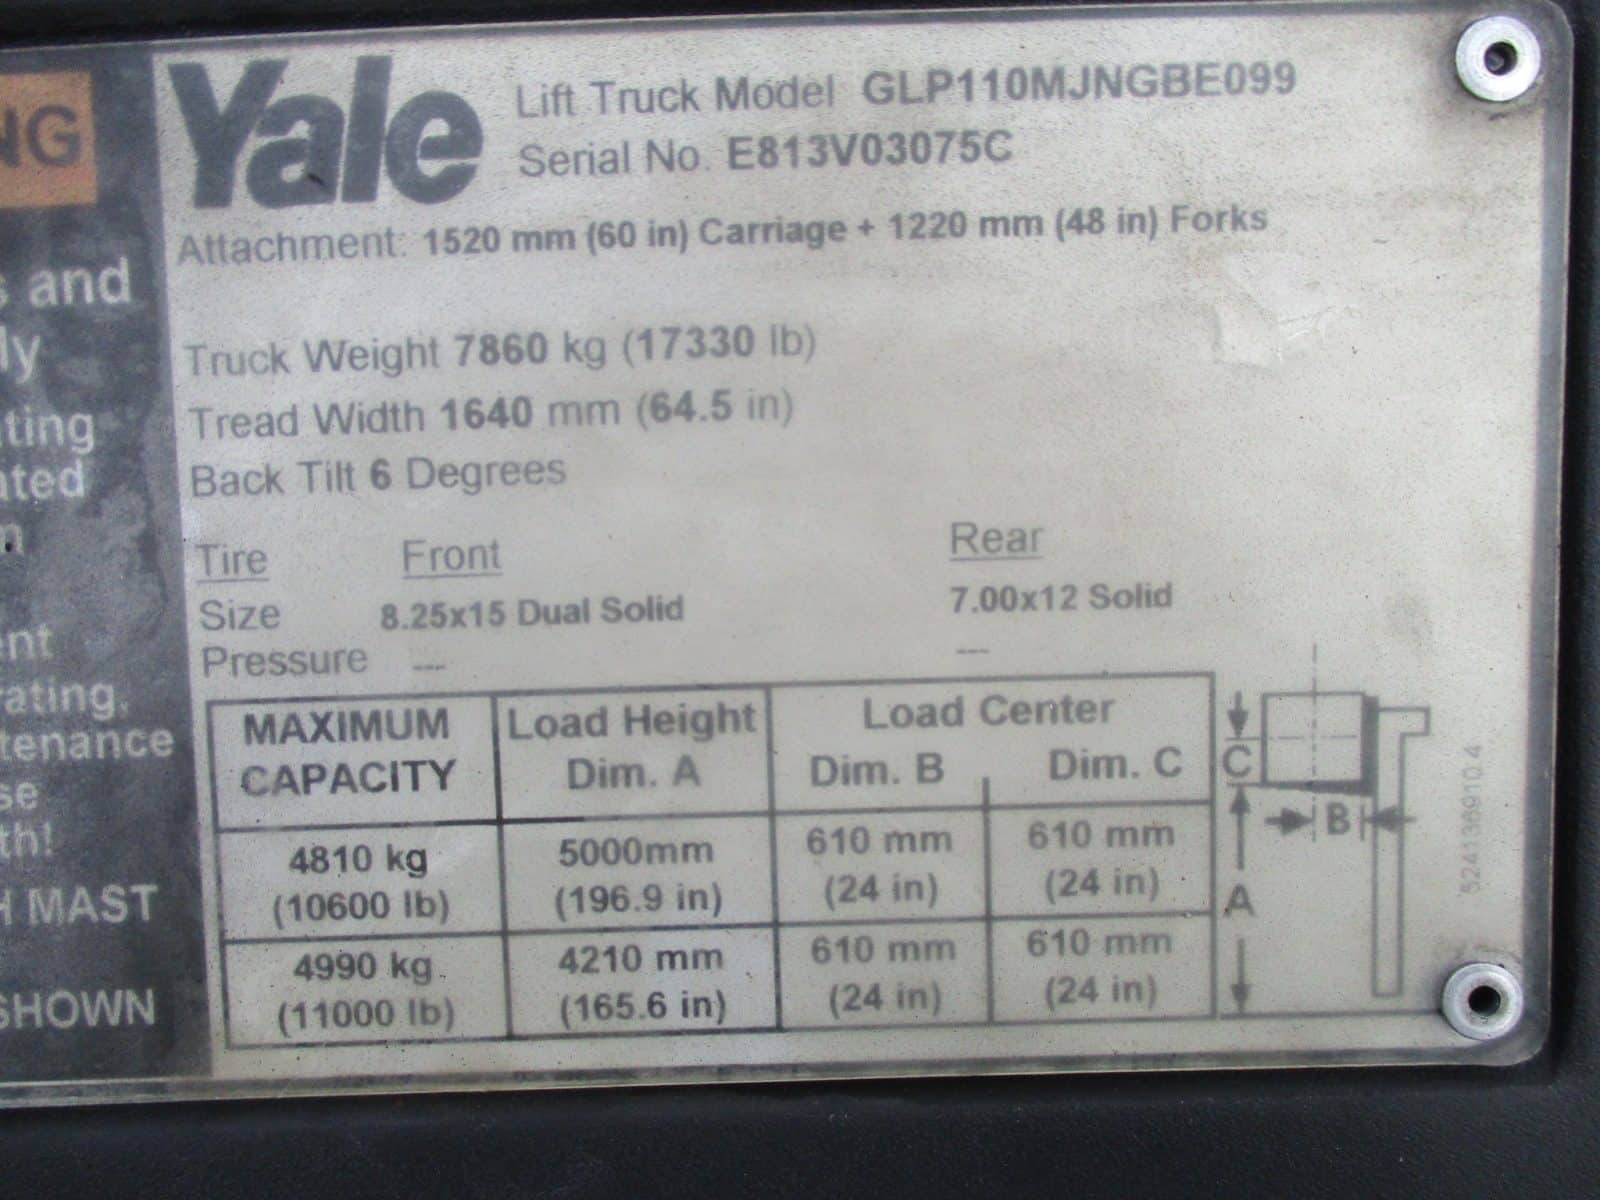 NG
s and
ly
ating
ated
m
ent
rating.
tenance
se
th!
H MAST
SHOWN
Yale
Lift Truck Model GLP110MJNGBE099
Serial No. E813V03075C
Attachment: 1520 mm (60 in) Carriage + 1220 mm (48 in) Forks
Truck Weight 7860 kg (17330 lb)
Tread Width 1640 mm (64.5 in)
Back Tilt 6 Degrees
Tire Front Rear
Size 8.25x15 Dual Solid 7.00x12 Solid
Pressure --- ---
MAXIMUM CAPACITY Load Height Dim. A Load Center Dim. B Dim. C
4810 kg 5000mm 610 mm 610 mm
(10600 lb) (196.9 in) (24 in) (24 in)
4990 kg 4210 mm 610 mm 610 mm
(11000 lb) (165.6 in) (24 in) (24 in)
C
B
A
524136910.4